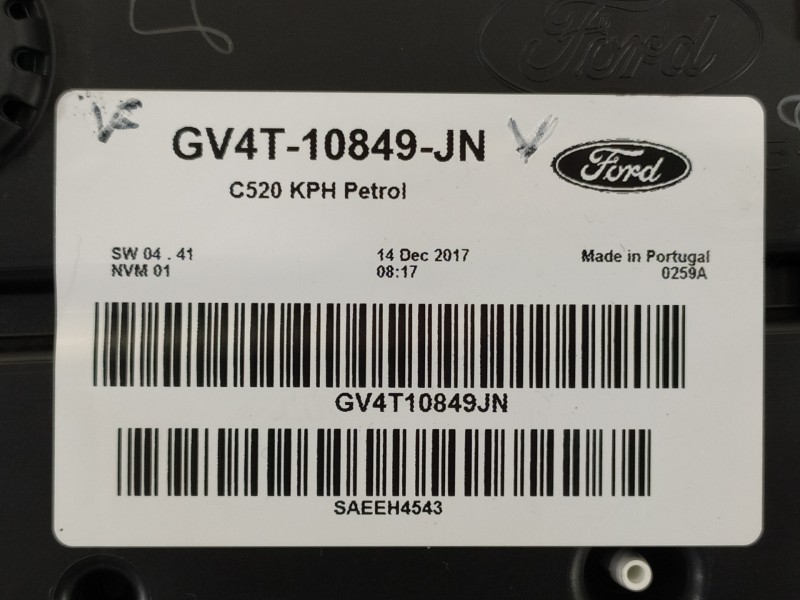 Ford
GV4T-10849-JN
Ford
C520 KPH Petrol
SW 04 . 41
14 Dec 2017
Made in Portugal
NVM 01
08:17
0259A
GV4T10849JN
SAEEH4543